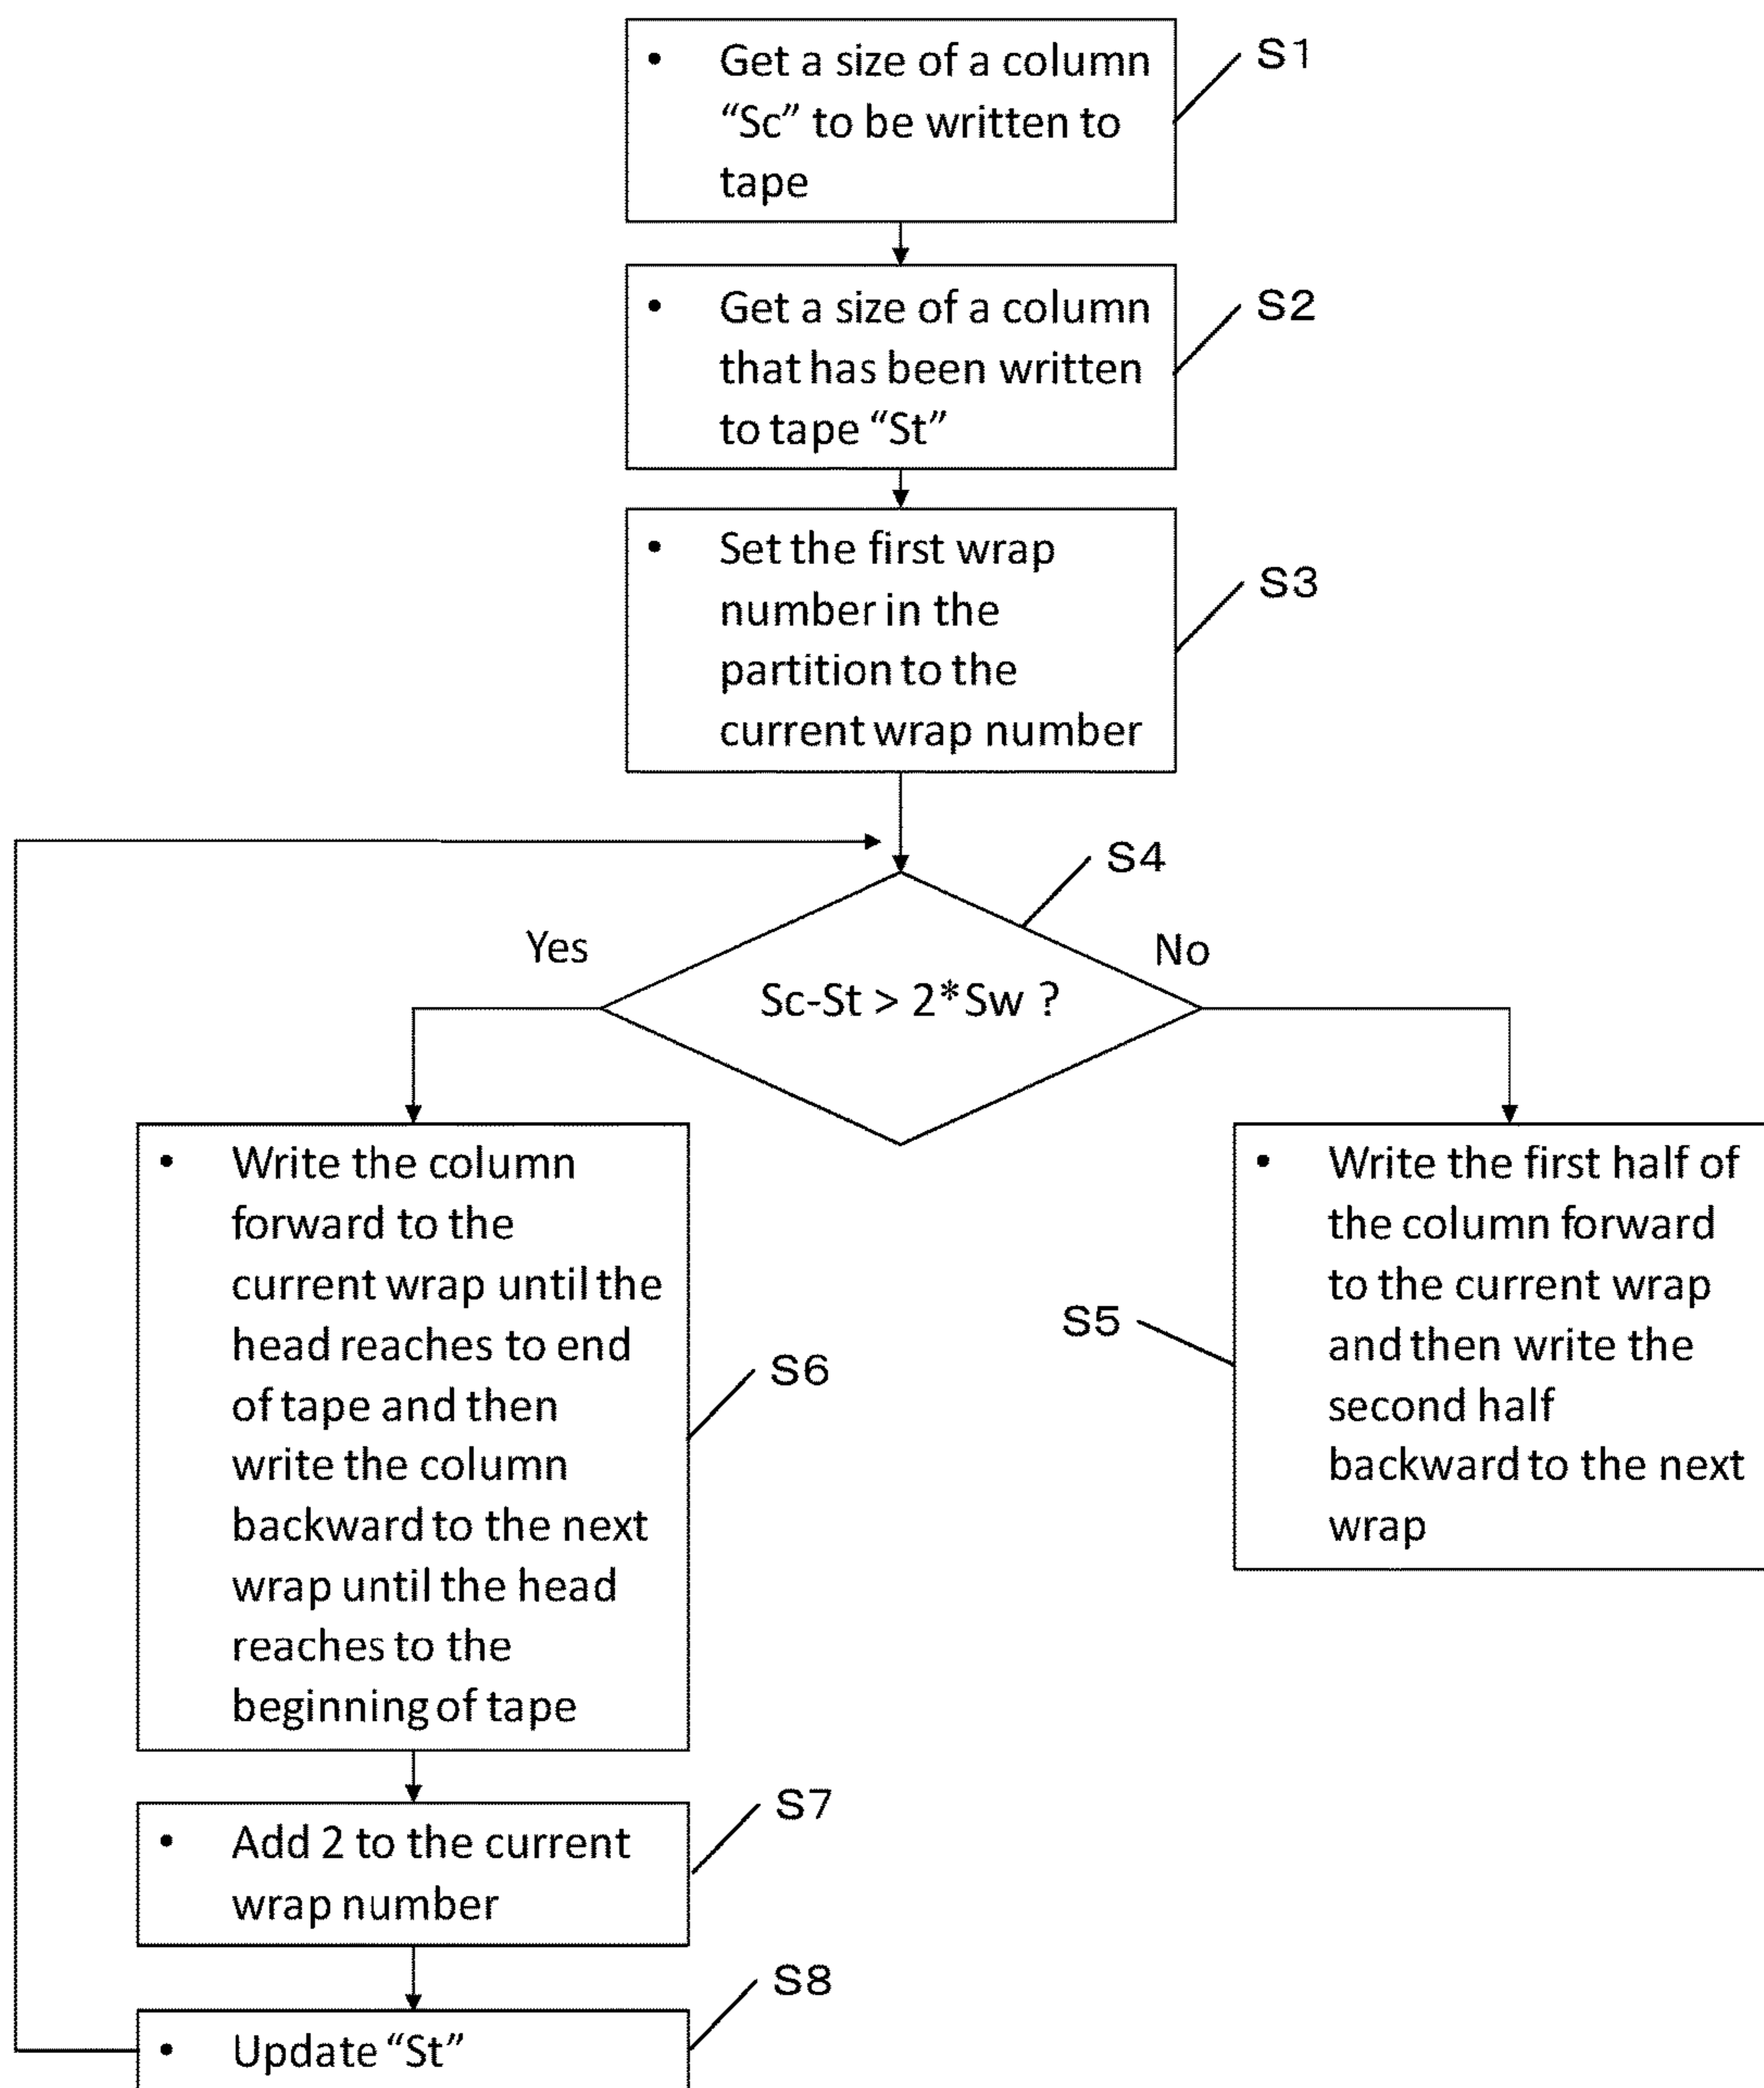 • Get a size of a column
“Sc” to be written to
tape
S1
• Get a size of a column
that has been written
to tape “St”
S2
• Set the first wrap
number in the
partition to the
current wrap number
S3
S4
Yes
No
Sc-St > 2*Sw ?
• Write the column
forward to the
current wrap until the
head reaches to end
of tape and then
write the column
backward to the next
wrap until the head
reaches to the
beginning of tape
S6
• Write the first half of
the column forward
to the current wrap
and then write the
second half
backward to the next
wrap
S5
• Add 2 to the current
wrap number
S7
• Update “St”
S8